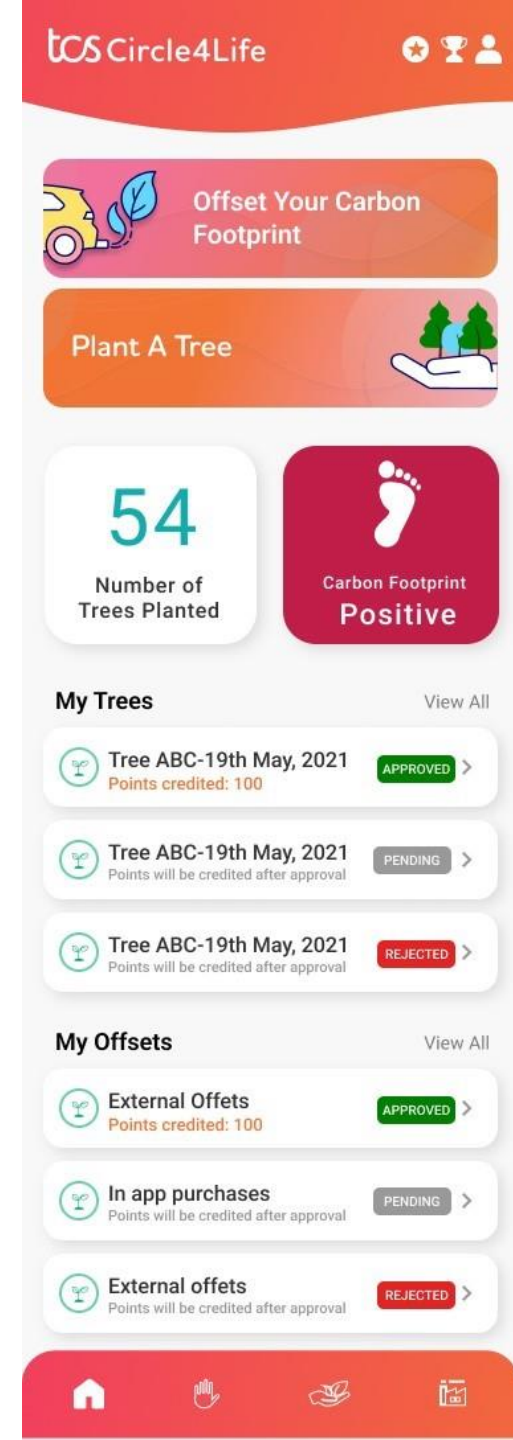 tcs Circle4Life
Offset Your Carbon
Footprint
Plant A Tree
54
Number of
Trees Planted
Carbon Footprint
Positive
My Trees
View All
Tree ABC-19th May, 2021
Points credited: 100
APPROVED
Tree ABC-19th May, 2021
Points will be credited after approval
PENDING
Tree ABC-19th May, 2021
Points will be credited after approval
REJECTED
My Offsets
View All
External Offets
Points credited: 100
APPROVED
In app purchases
Points will be credited after approval
PENDING
External offets
Points will be credited after approval
REJECTED